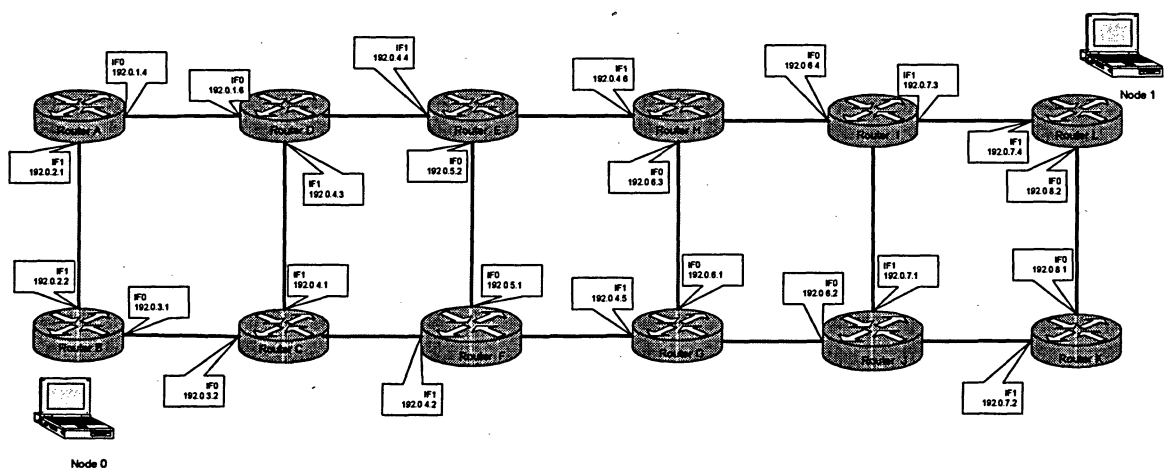 IF0
192.0.1.4
IF0
192.0.1.6
IF1
192.0.4 4
IF1
192.0.4 6
IF0
192.0 6.4
IF1
192.0.7.3
Node 1
Router A
Router D
Router E
Router H
Router I
Router L
IF1
192.0.2.1
IF1
192.0.4.3
IF0
192.0.5.2
IF0
192.0 6.3
IF1
192.0.7.4
IF0
192.0 8.2
IF1
192.0.2.2
IF0
192.0.3.1
IF1
192.0 4.1
IF0
192.0 5.1
IF1
192.0 4.5
IF0
192.0.6.1
IF0
192.0 6.2
IF1
192.0.7.1
IF0
192.0 8 1
Router B
Router C
Router F
Router G
Router J
Router K
IF0
192.0.3.2
IF1
192.0 4.2
IF1
192.0.7.2
Node 0